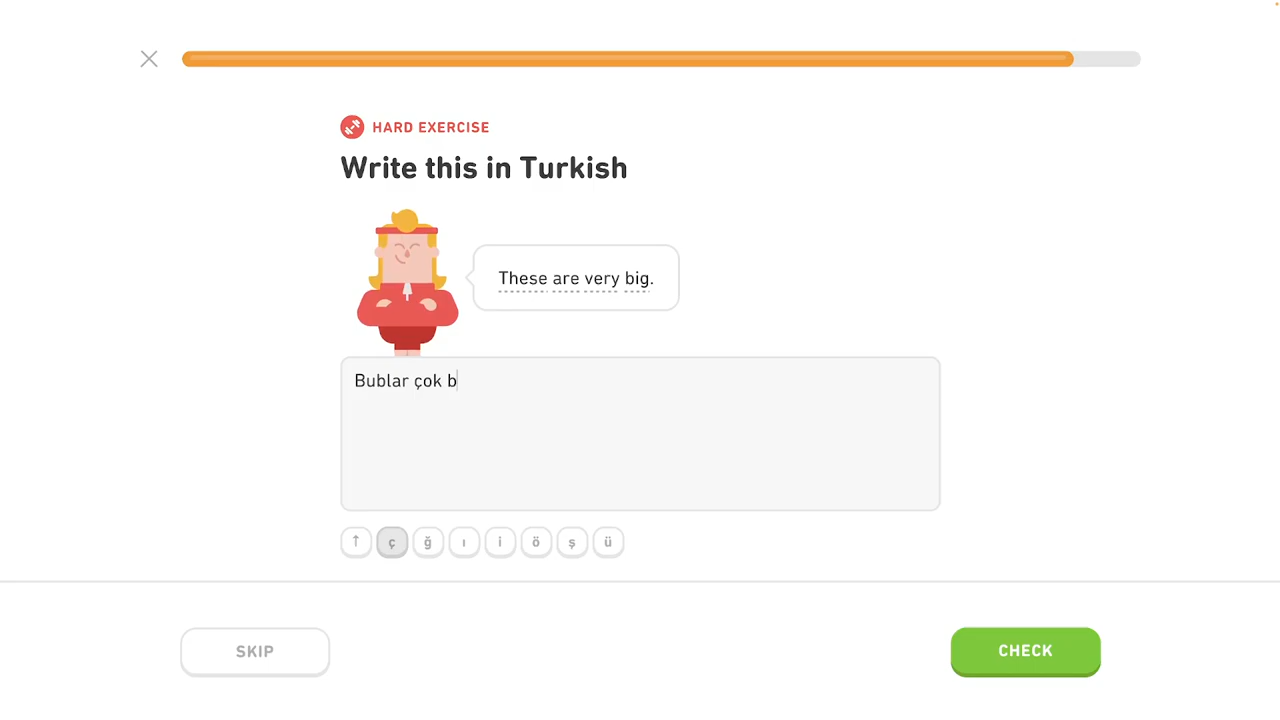 HARD EXERCISE
Write this in Turkish
These are very big.
Bublar çok b
↑ ç ğ ı i ö ş ü
SKIP
CHECK